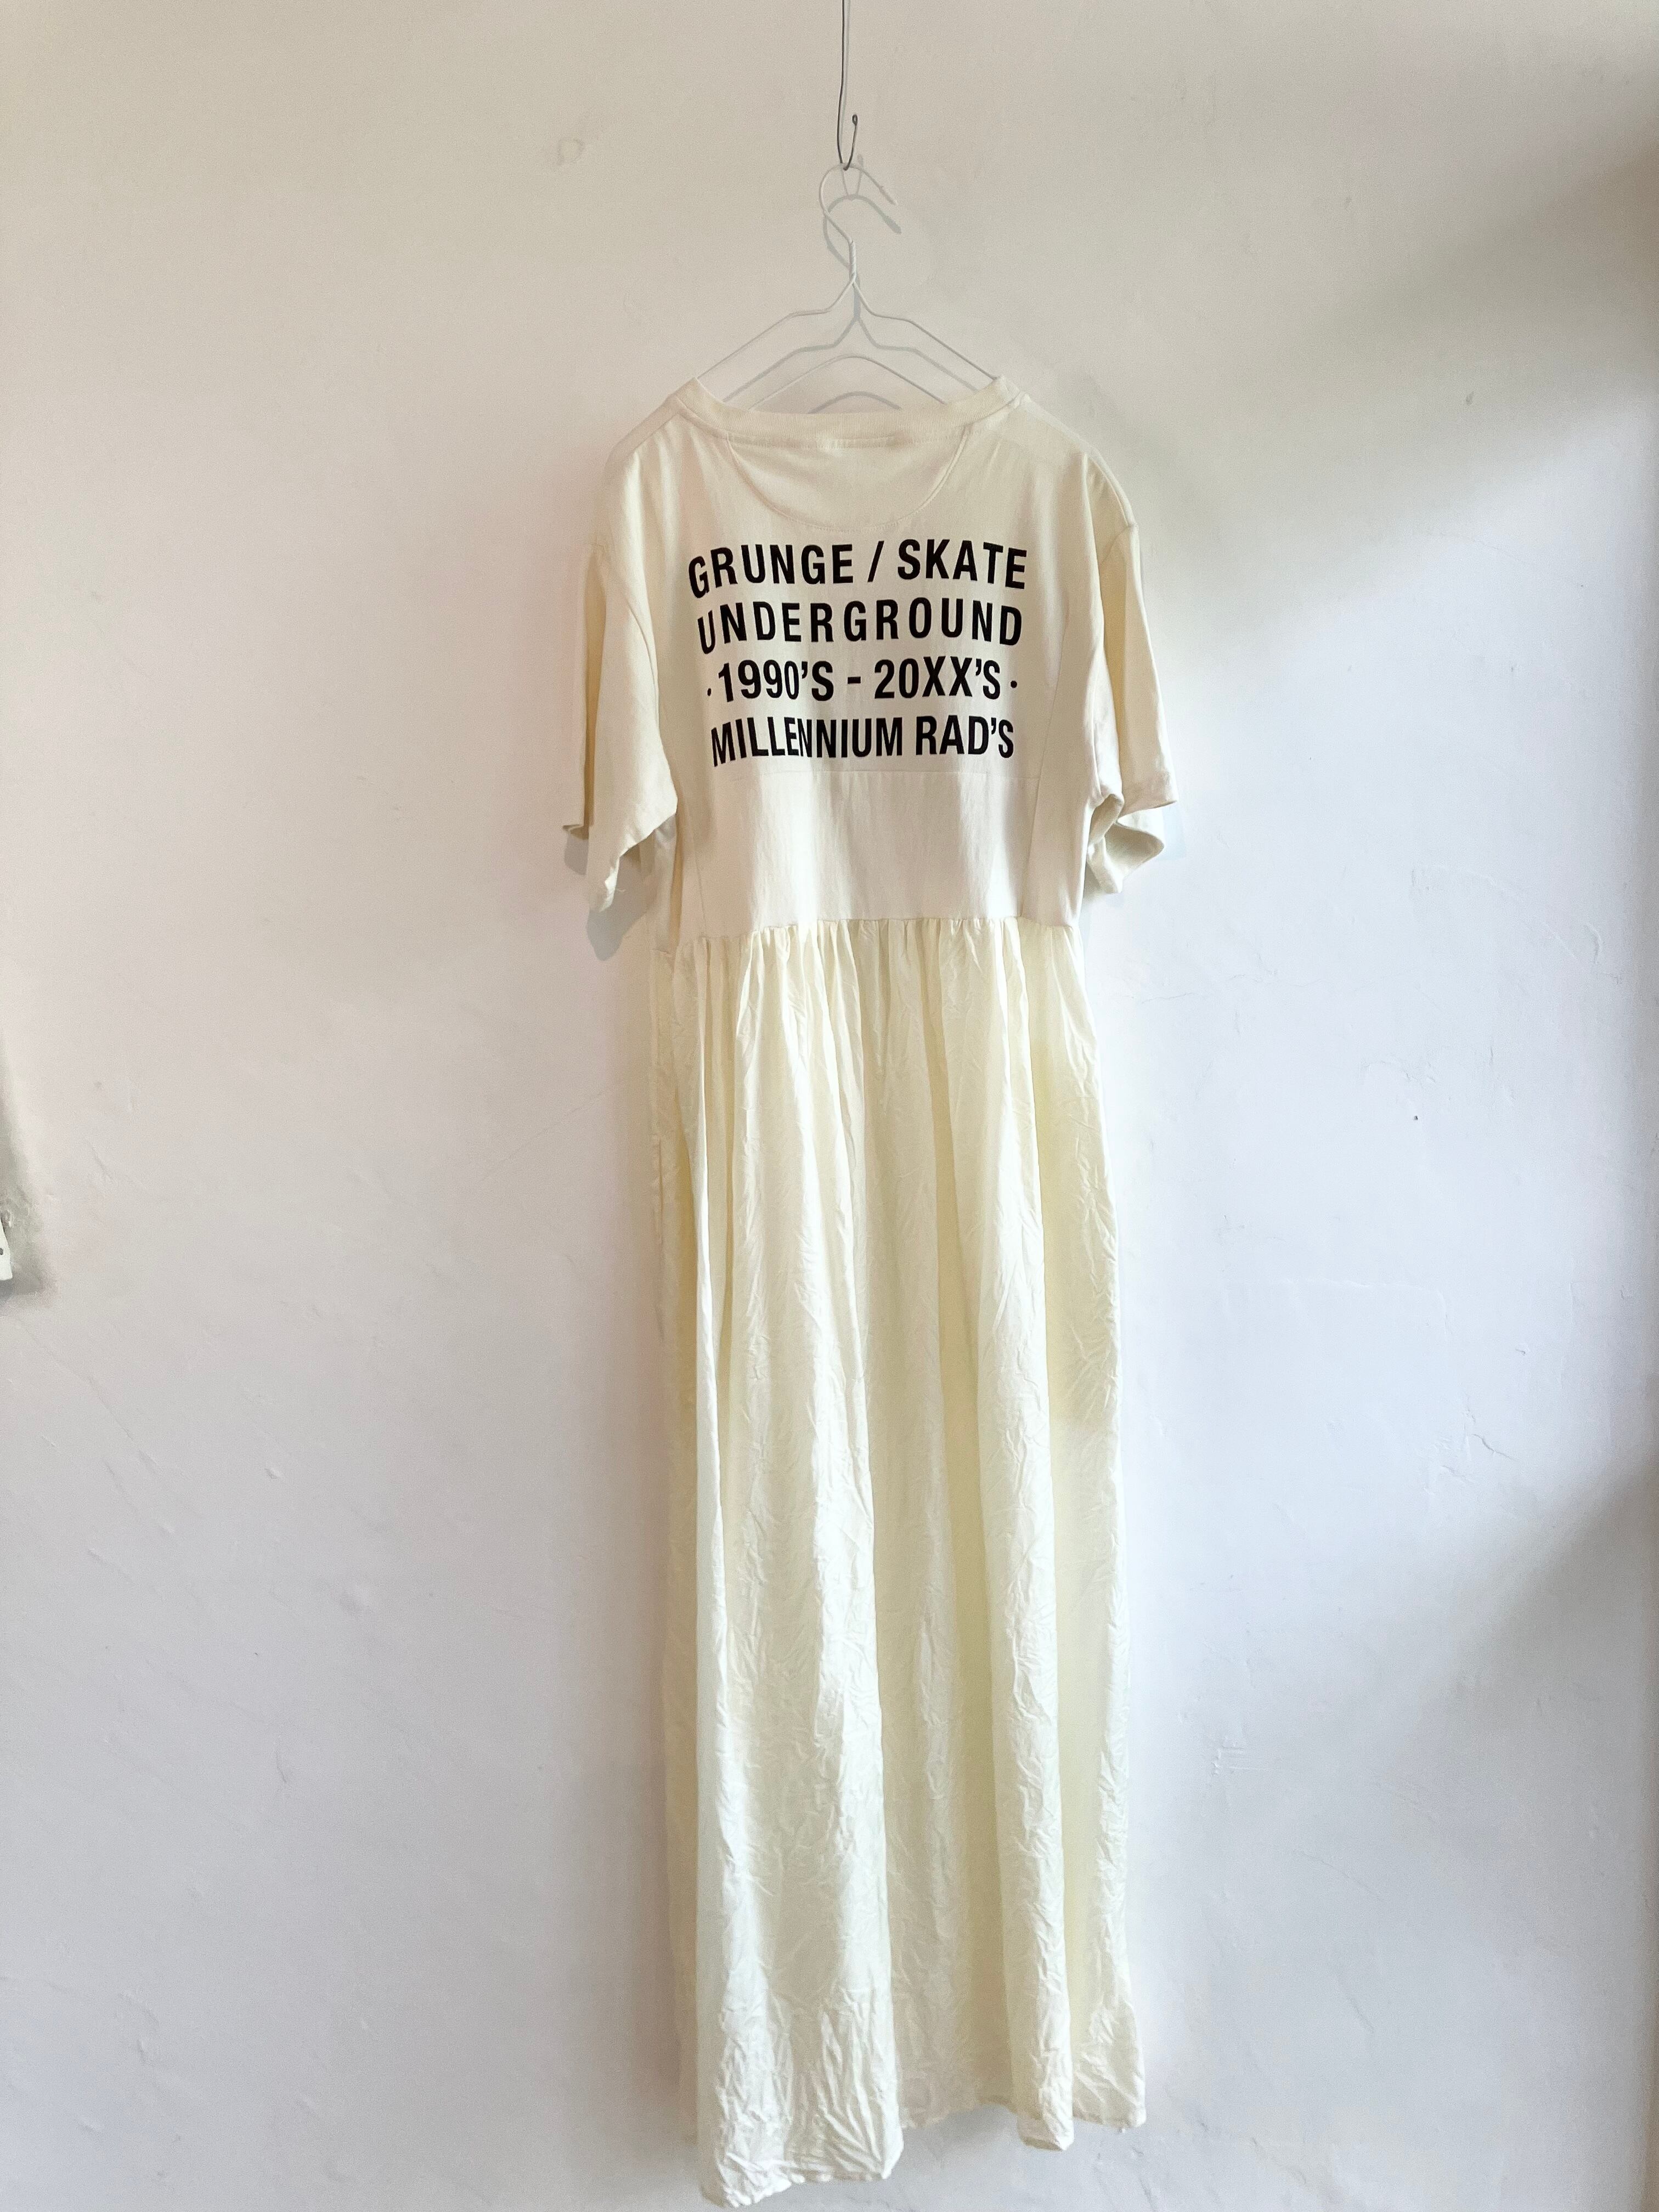 GRUNGE / SKATE
UNDERGROUND
·1990'S - 20XX'S·
MILLENNIUM RAD'S